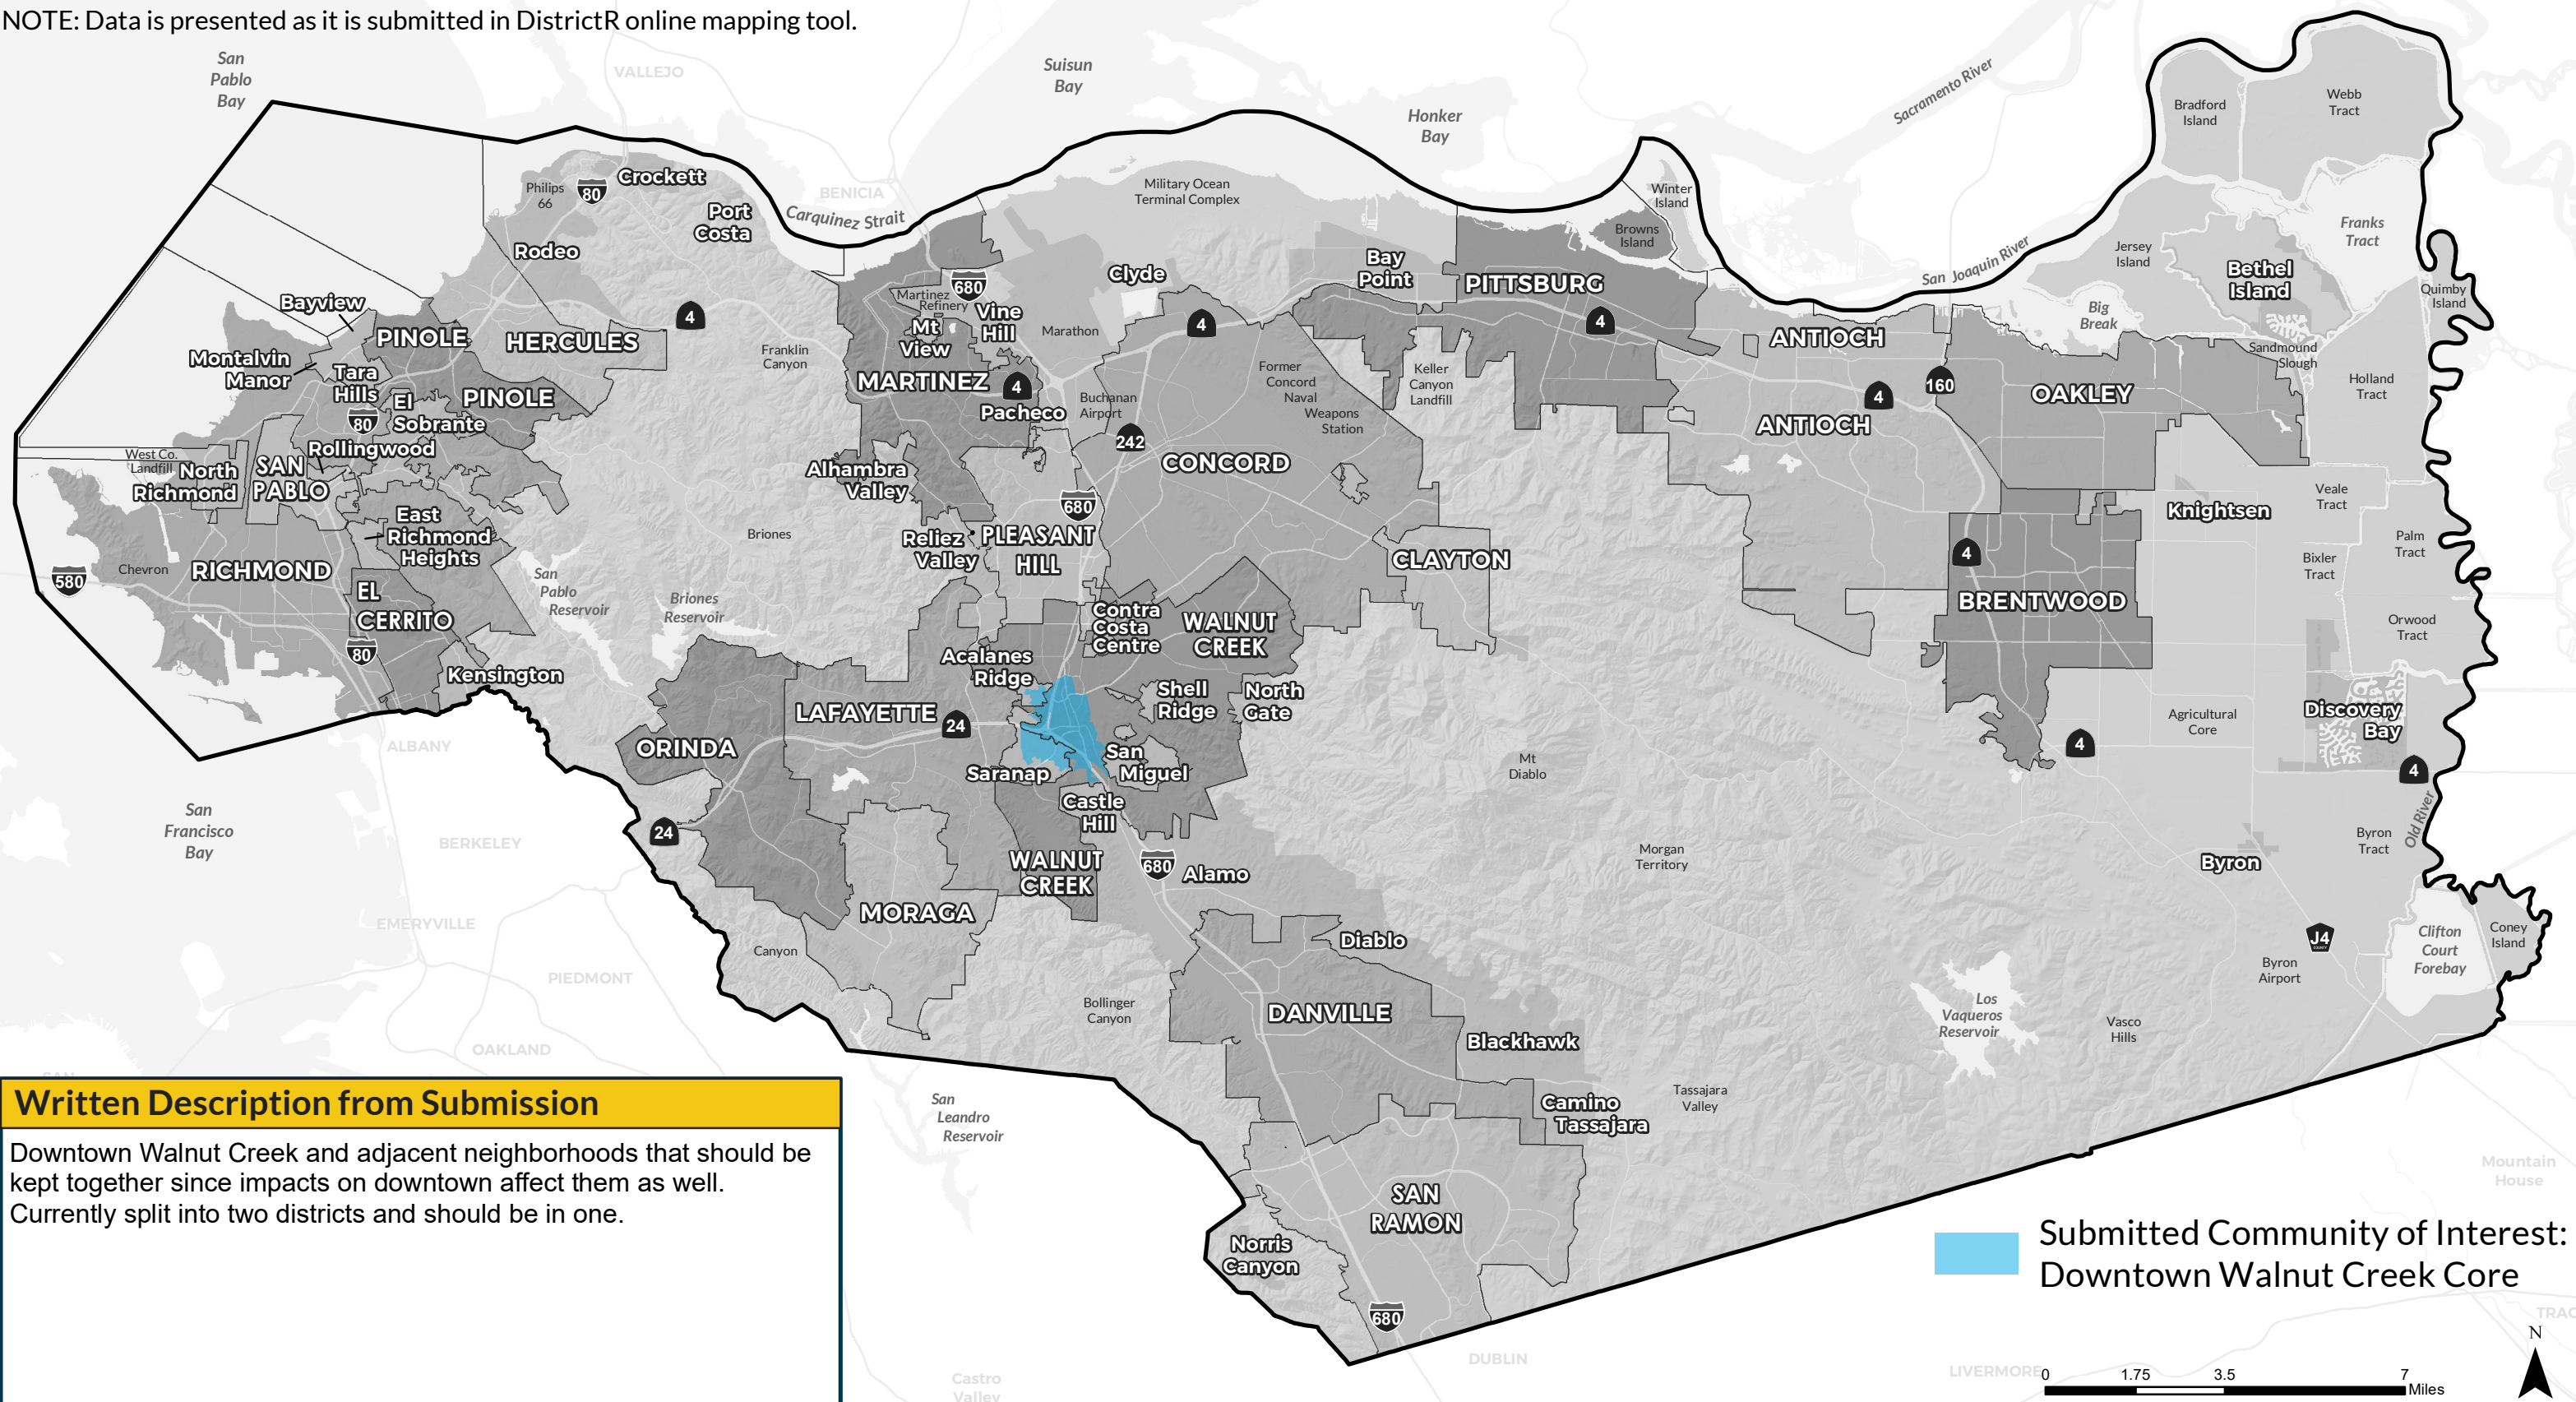 NOTE: Data is presented as it is submitted in DistrictR online mapping tool.
San
Pablo
Bay
VALLEJO
Suisun
Bay
Honker
Bay
Sacramento River
Bradford
Island
Webb
Tract
Philips
66
80
Crockett
Port
Costa
BENICIA
Carquinez Strait
Military Ocean
Terminal Complex
Winter
Island
Browns
Island
Franks
Tract
Rodeo
Jersey
Island
San Joaquin River
Bethel
Island
Quimby
Island
Bayview
4
Martinez
Refinery
680
Vine
Hill
Mt
View
Marathon
Clyde
4
Bay
Point
PITTSBURG
4
Big
Break
PINOLE
HERCULES
Franklin
Canyon
ANTIOCH
Sandmound
Slough
Montalvin
Manor
Tara
Hills
El
Sobrante
PINOLE
80
MARTINEZ
4
Pacheco
Buchanan
Airport
Former
Concord
Naval
Weapons
Station
Keller
Canyon
Landfill
4
160
OAKLEY
Holland
Tract
ANTIOCH
242
Rollingwood
West Co.
Landfill
North
Richmond
SAN
PABLO
Alhambra
Valley
CONCORD
680
Veale
Tract
Knightsen
East
Richmond
Heights
Briones
Reliez
Valley
PLEASANT
HILL
CLAYTON
4
Palm
Tract
Bixler
Tract
580
Chevron
RICHMOND
EL
CERRITO
San
Pablo
Reservoir
Briones
Reservoir
Contra
Costa
Centre
WALNUT
CREEK
BRENTWOOD
Orwood
Tract
80
Kensington
Acalanes
Ridge
Shell
Ridge
North
Gate
LAFAYETTE
24
Discovery
Bay
Agricultural
Core
ALBANY
ORINDA
Saranap
San
Miguel
Mt
Diablo
4
4
Old River
San
Francisco
Bay
BERKELEY
24
Castle
Hill
Byron
Tract
WALNUT
CREEK
680
Alamo
Morgan
Territory
Byron
EMERYVILLE
MORAGA
Canyon
Diablo
J4
Clifton
Court
Forebay
Coney
Island
PIEDMONT
Byron
Airport
Bollinger
Canyon
DANVILLE
Los
Vaqueros
Reservoir
Vasco
Hills
Blackhawk
OAKLAND
SAN
San
Leandro
Reservoir
Camino
Tassajara
Tassajara
Valley
Written Description from Submission
Downtown Walnut Creek and adjacent neighborhoods that should be
kept together since impacts on downtown affect them as well.
Currently split into two districts and should be in one.
Mountain
House
SAN
RAMON
Norris
Canyon
680
Submitted Community of Interest:
Downtown Walnut Creek Core
TRAC
DUBLIN
LIVERMORE
Castro
Valley
N
0 1.75 3.5 7
Miles